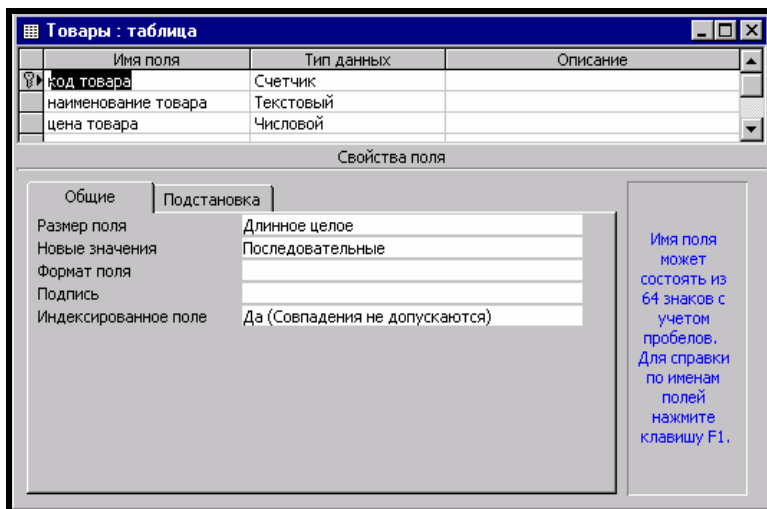 Товары : таблица
Имя поля Тип данных Описание
код товара Счетчик
наименование товара Текстовый
цена товара Числовой
Свойства поля
Общие Подстановка
Размер поля Длинное целое
Новые значения Последовательные
Формат поля
Подпись
Индексированное поле Да (Совпадения не допускаются)
Имя поля
может
состоять из
64 знаков с
учетом
пробелов.
Для справки
по именам
полей
нажмите
клавишу F1.